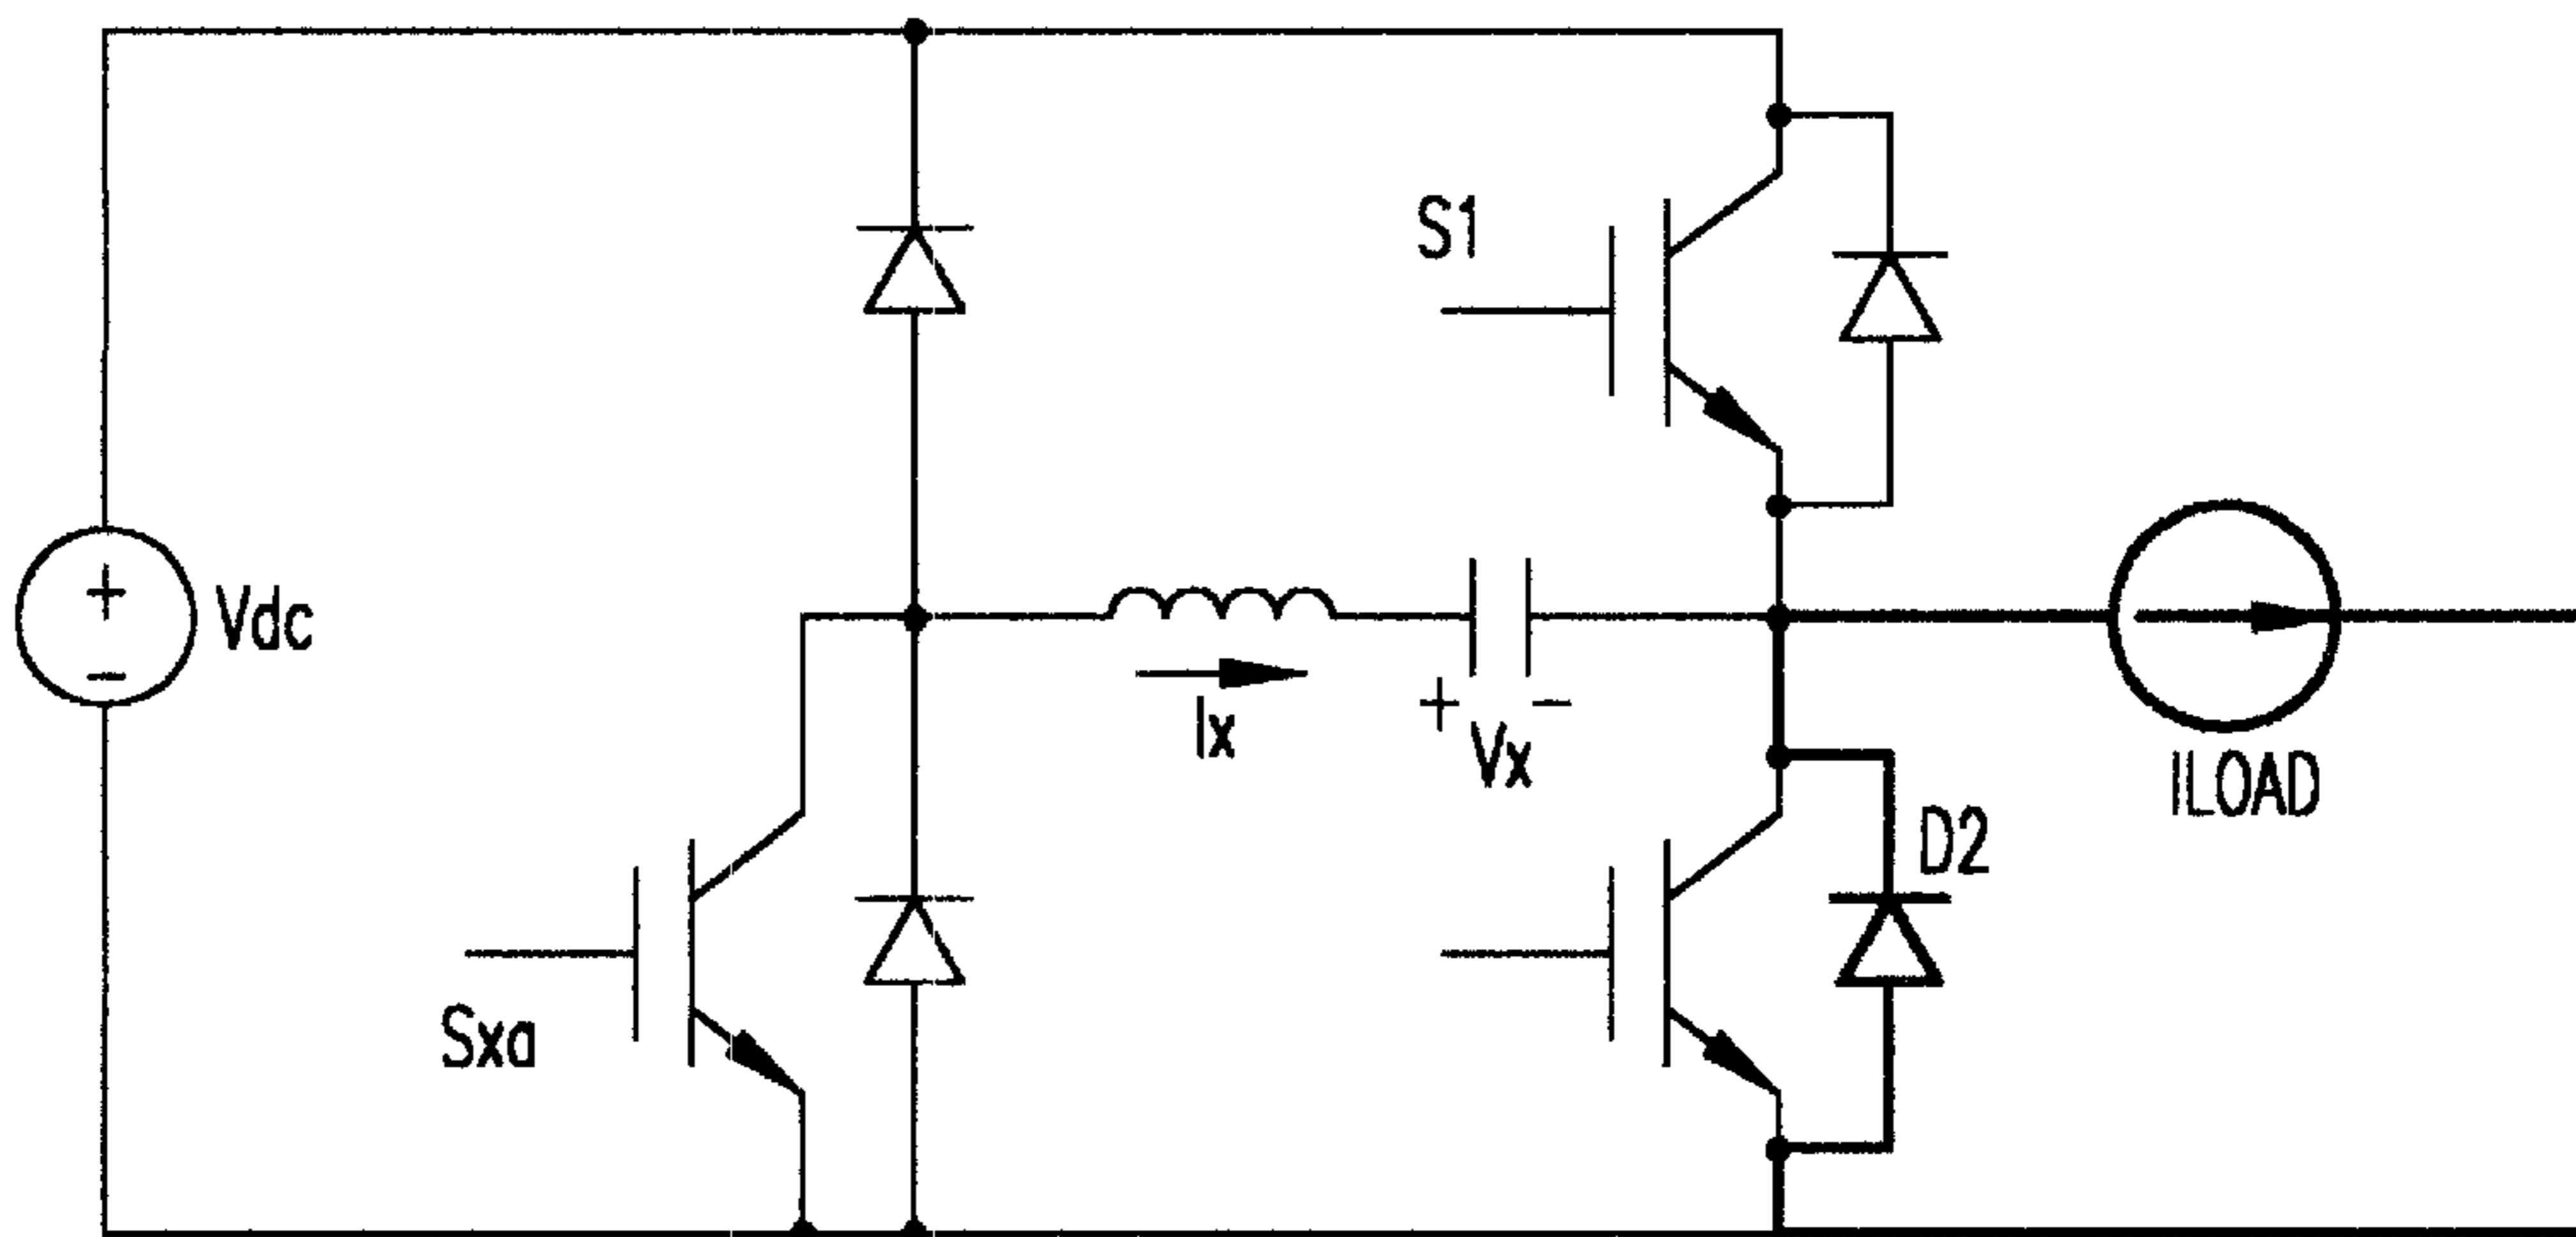 S1
+
Vdc
-
Ix
+
-
Vx
ILOAD
D2
Sxa